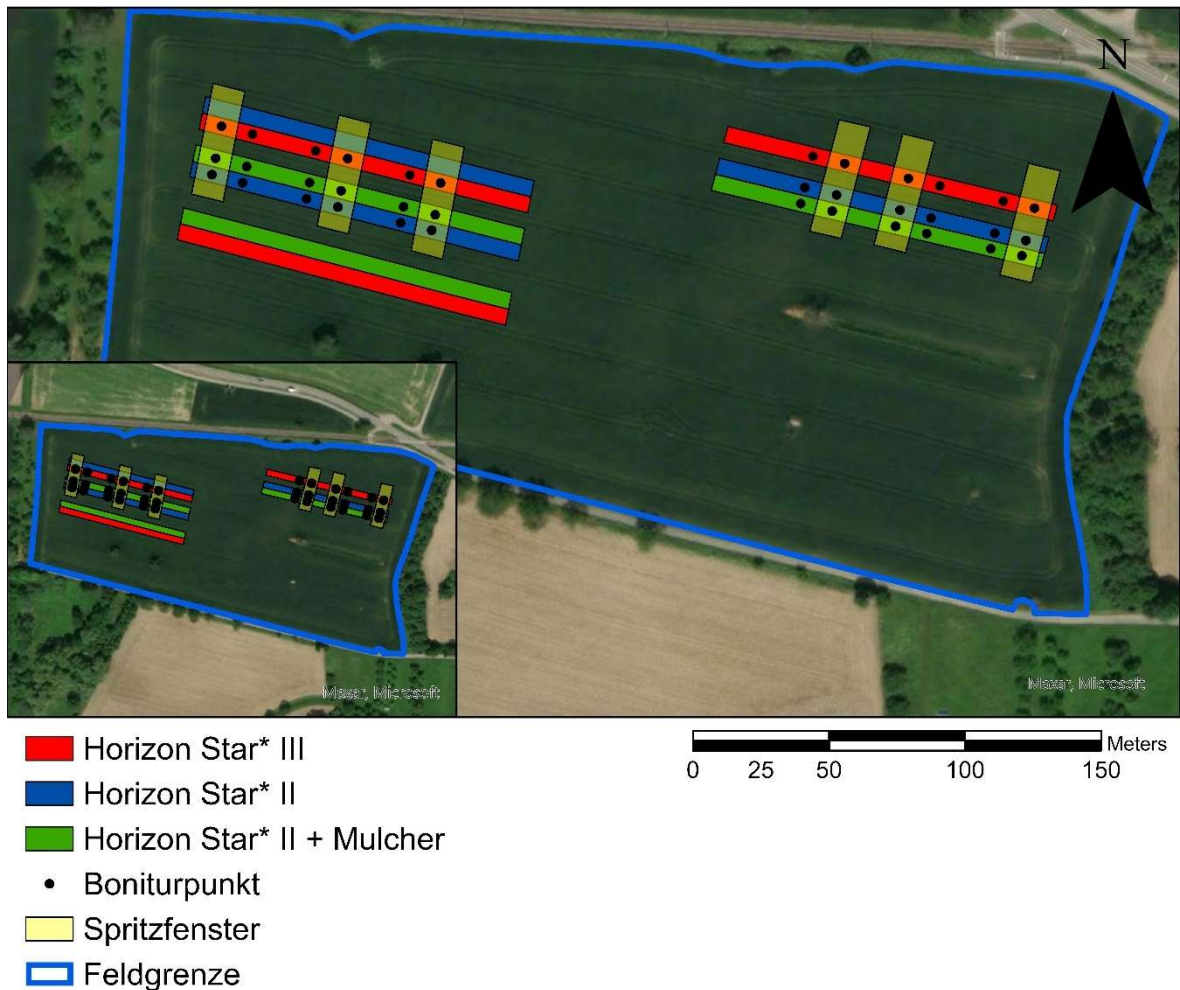 N
Maxar, Microsoft
Maxar, Microsoft
Horizon Star* III
Horizon Star* II
Horizon Star* II + Mulcher
Boniturpunkt
Spritzfenster
Feldgrenze
Meters
0 25 50 100 150